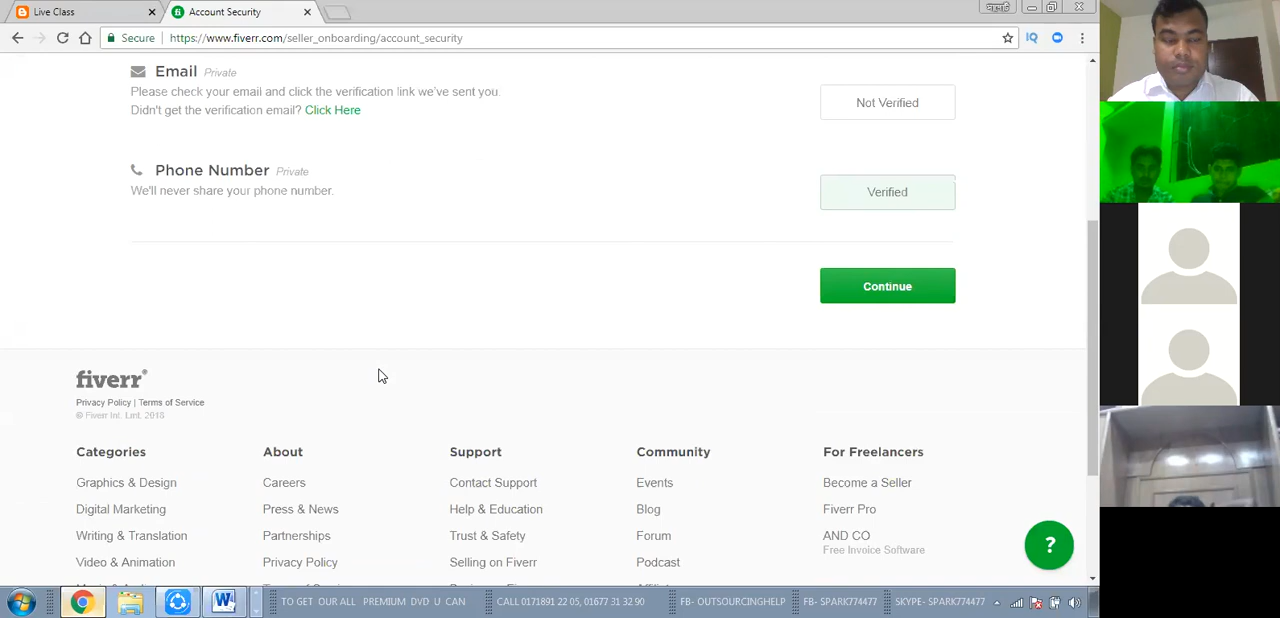 Live Class
Account Security
Secure
https://www.fiverr.com/seller_onboarding/account_security
IQ
Email Private
Please check your email and click the verification link we've sent you.
Didn't get the verification email? Click Here
Not Verified
Phone Number Private
We'll never share your phone number.
Verified
Continue
fiverr®
Privacy Policy | Terms of Service
© Fiverr Int. Lmt. 2018
Categories
Graphics & Design
Digital Marketing
Writing & Translation
Video & Animation
About
Careers
Press & News
Partnerships
Privacy Policy
Support
Contact Support
Help & Education
Trust & Safety
Selling on Fiverr
Community
Events
Blog
Forum
Podcast
For Freelancers
Become a Seller
Fiverr Pro
AND CO
Free Invoice Software
?
TO GET OUR ALL PREMIUM DVD U CAN
CALL 0171891 22 05, 01677 31 32 90
FB- OUTSOURCINGHELP
FB- SPARK774477
SKYPE- SPARK774477